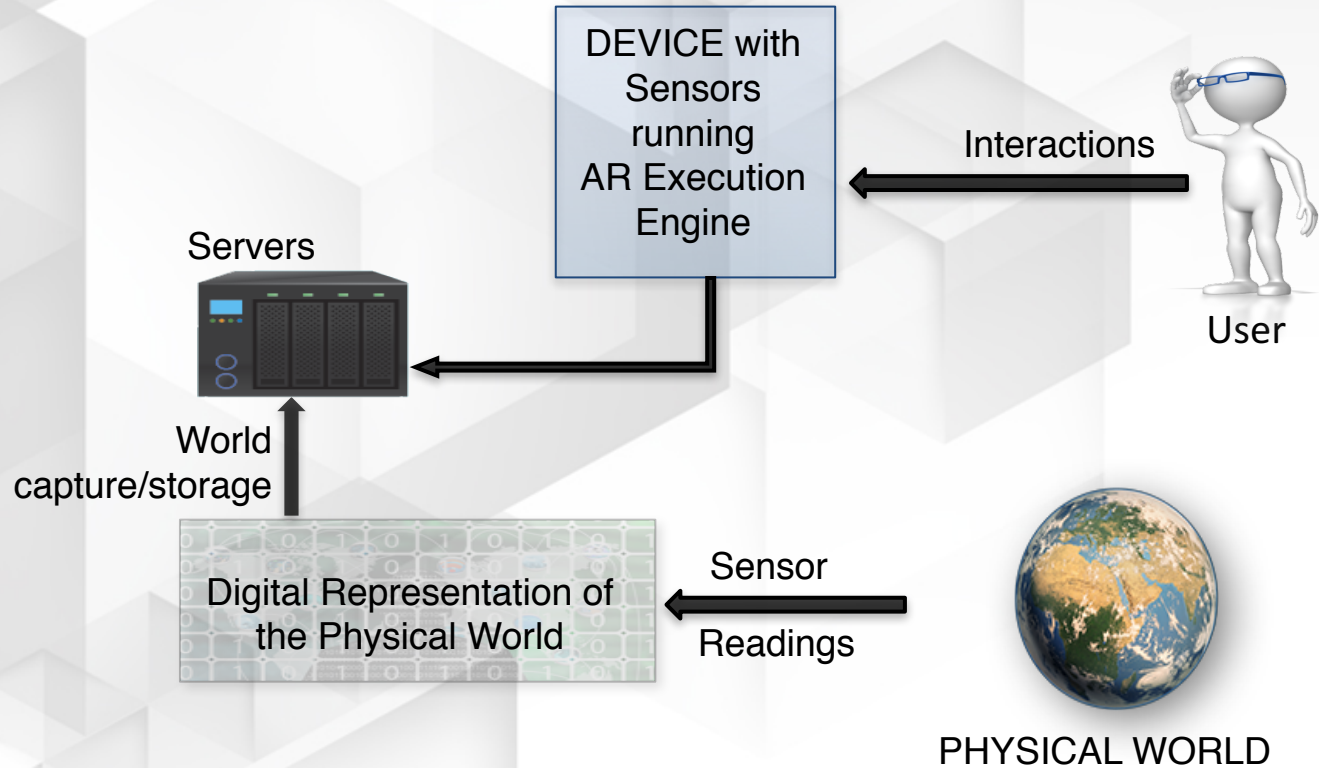 DEVICE with
Sensors
running
AR Execution
Engine
Interactions
User
Servers
World
capture/storage
Digital Representation of
the Physical World
Sensor
Readings
PHYSICAL WORLD